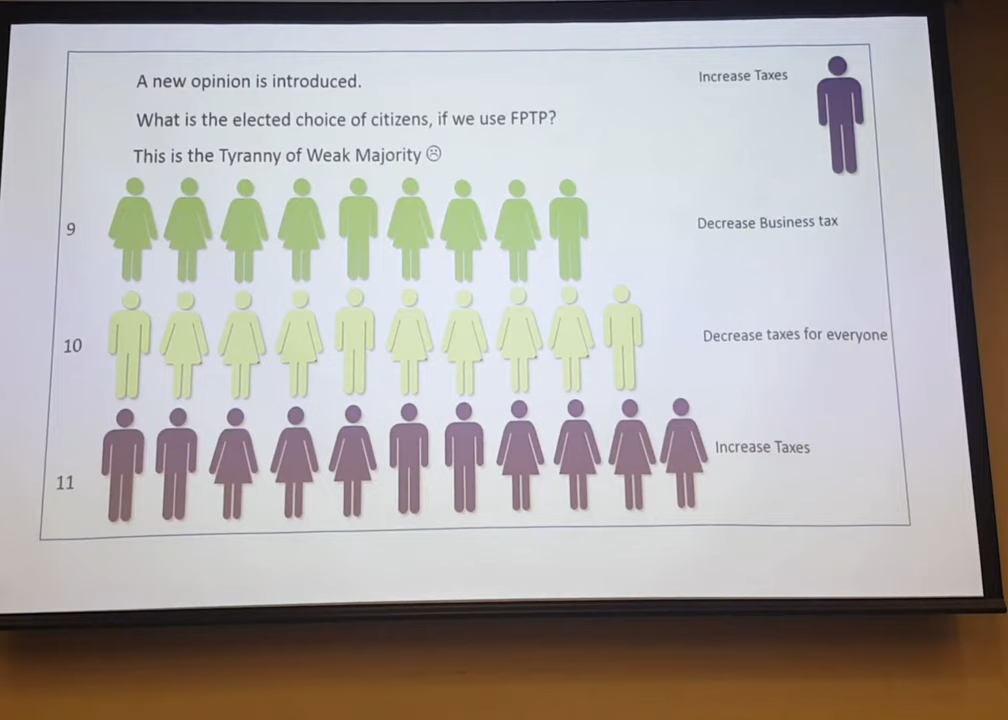 A new opinion is introduced.
Increase Taxes
What is the elected choice of citizens, if we use FPTP?
This is the Tyranny of Weak Majority ☹
9
Decrease Business tax
10
Decrease taxes for everyone
11
Increase Taxes